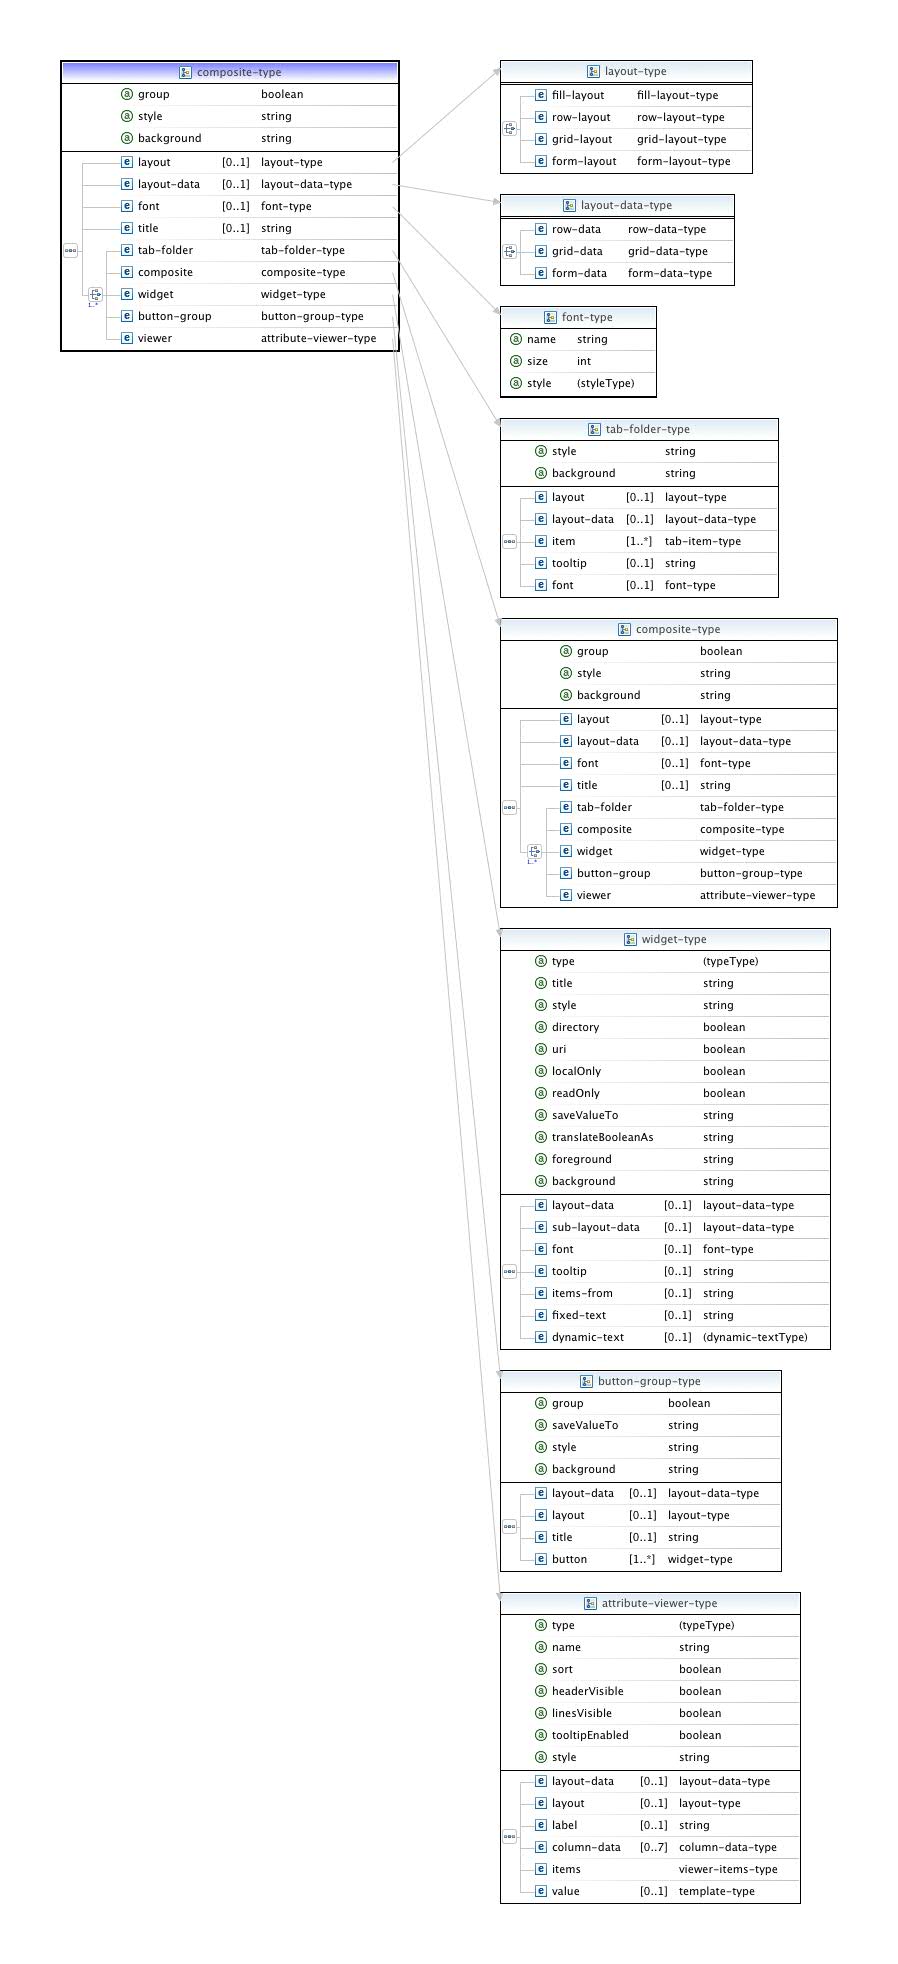 composite-type
group boolean
style string
background string
layout [0..1] layout-type
layout-data [0..1] layout-data-type
font [0..1] font-type
title [0..1] string
tab-folder tab-folder-type
composite composite-type
widget widget-type
1..*
button-group button-group-type
viewer attribute-viewer-type
layout-type
fill-layout fill-layout-type
row-layout row-layout-type
grid-layout grid-layout-type
form-layout form-layout-type
layout-data-type
row-data row-data-type
grid-data grid-data-type
form-data form-data-type
font-type
name string
size int
style (styleType)
tab-folder-type
style string
background string
layout [0..1] layout-type
layout-data [0..1] layout-data-type
item [1..*] tab-item-type
tooltip [0..1] string
font [0..1] font-type
composite-type
group boolean
style string
background string
layout [0..1] layout-type
layout-data [0..1] layout-data-type
font [0..1] font-type
title [0..1] string
tab-folder tab-folder-type
composite composite-type
widget widget-type
1..*
button-group button-group-type
viewer attribute-viewer-type
widget-type
type (typeType)
title string
style string
directory boolean
uri boolean
localOnly boolean
readOnly boolean
saveValueTo string
translateBooleanAs string
foreground string
background string
layout-data [0..1] layout-data-type
sub-layout-data [0..1] layout-data-type
font [0..1] font-type
tooltip [0..1] string
items-from [0..1] string
fixed-text [0..1] string
dynamic-text [0..1] (dynamic-textType)
button-group-type
group boolean
saveValueTo string
style string
background string
layout-data [0..1] layout-data-type
layout [0..1] layout-type
title [0..1] string
button [1..*] widget-type
attribute-viewer-type
type (typeType)
name string
sort boolean
headerVisible boolean
linesVisible boolean
tooltipEnabled boolean
style string
layout-data [0..1] layout-data-type
layout [0..1] layout-type
label [0..1] string
column-data [0..7] column-data-type
items viewer-items-type
value [0..1] template-type